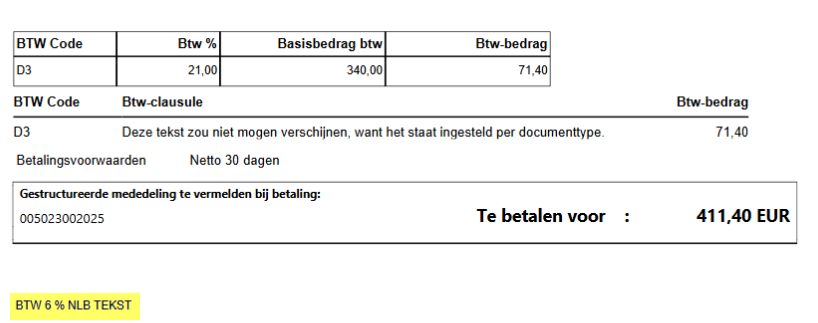 BTW Code Btw % Basisbedrag btw Btw-bedrag
D3 21,00 340,00 71,40
BTW Code Btw-clausule Btw-bedrag
D3 Deze tekst zou niet mogen verschijnen, want het staat ingesteld per documenttype. 71,40
Betalingsvoorwaarden Netto 30 dagen
Gestructureerde mededeling te vermelden bij betaling:
005023002025 Te betalen voor : 411,40 EUR
BTW 6 % NLB TEKST